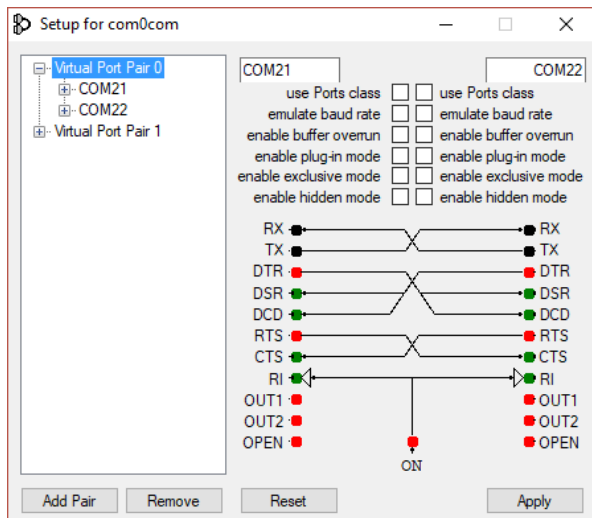 Setup for com0com
Virtual Port Pair 0
COM21
COM22
Virtual Port Pair 1
COM21 COM22
use Ports class use Ports class
emulate baud rate emulate baud rate
enable buffer overrun enable buffer overrun
enable plug-in mode enable plug-in mode
enable exclusive mode enable exclusive mode
enable hidden mode enable hidden mode
RX RX
TX TX
DTR DTR
DSR DSR
DCD DCD
RTS RTS
CTS CTS
RI RI
OUT1 OUT1
OUT2 OUT2
OPEN OPEN
ON
Add Pair Remove Reset Apply